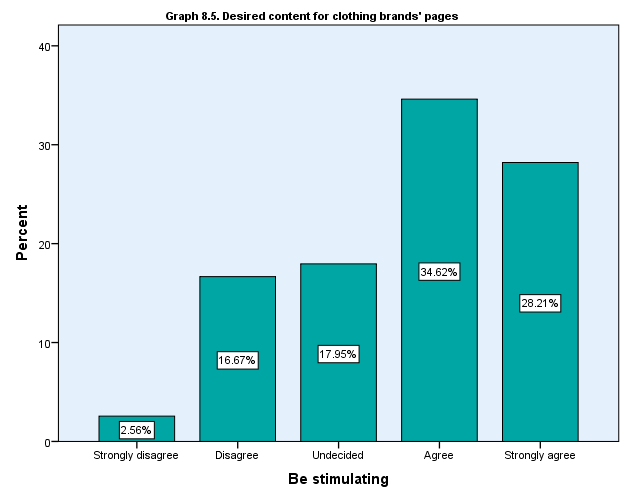 Graph 8.5. Desired content for clothing brands' pages
Percent
40
30
20
10
0
2.56%
16.67%
17.95%
34.62%
28.21%
Strongly disagree
Disagree
Undecided
Agree
Strongly agree
Be stimulating